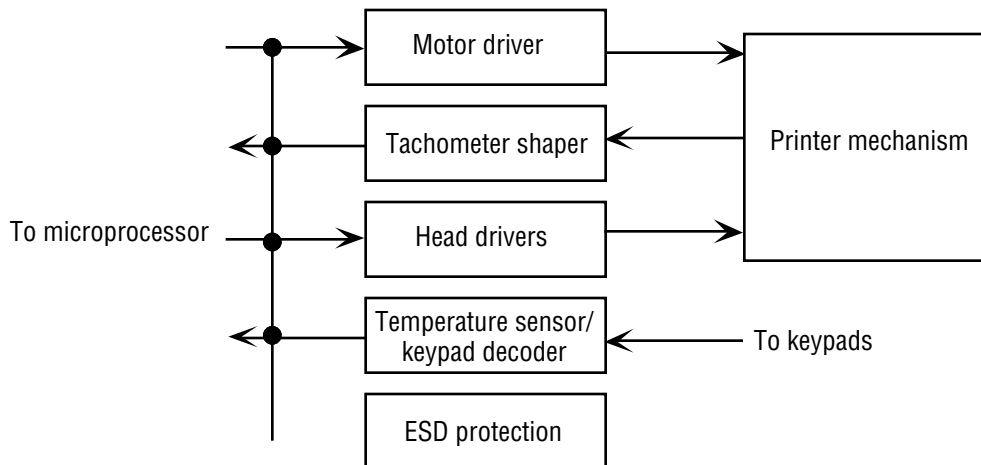 Motor driver
Tachometer shaper
Printer mechanism
To microprocessor
Head drivers
Temperature sensor/
keypad decoder
To keypads
ESD protection